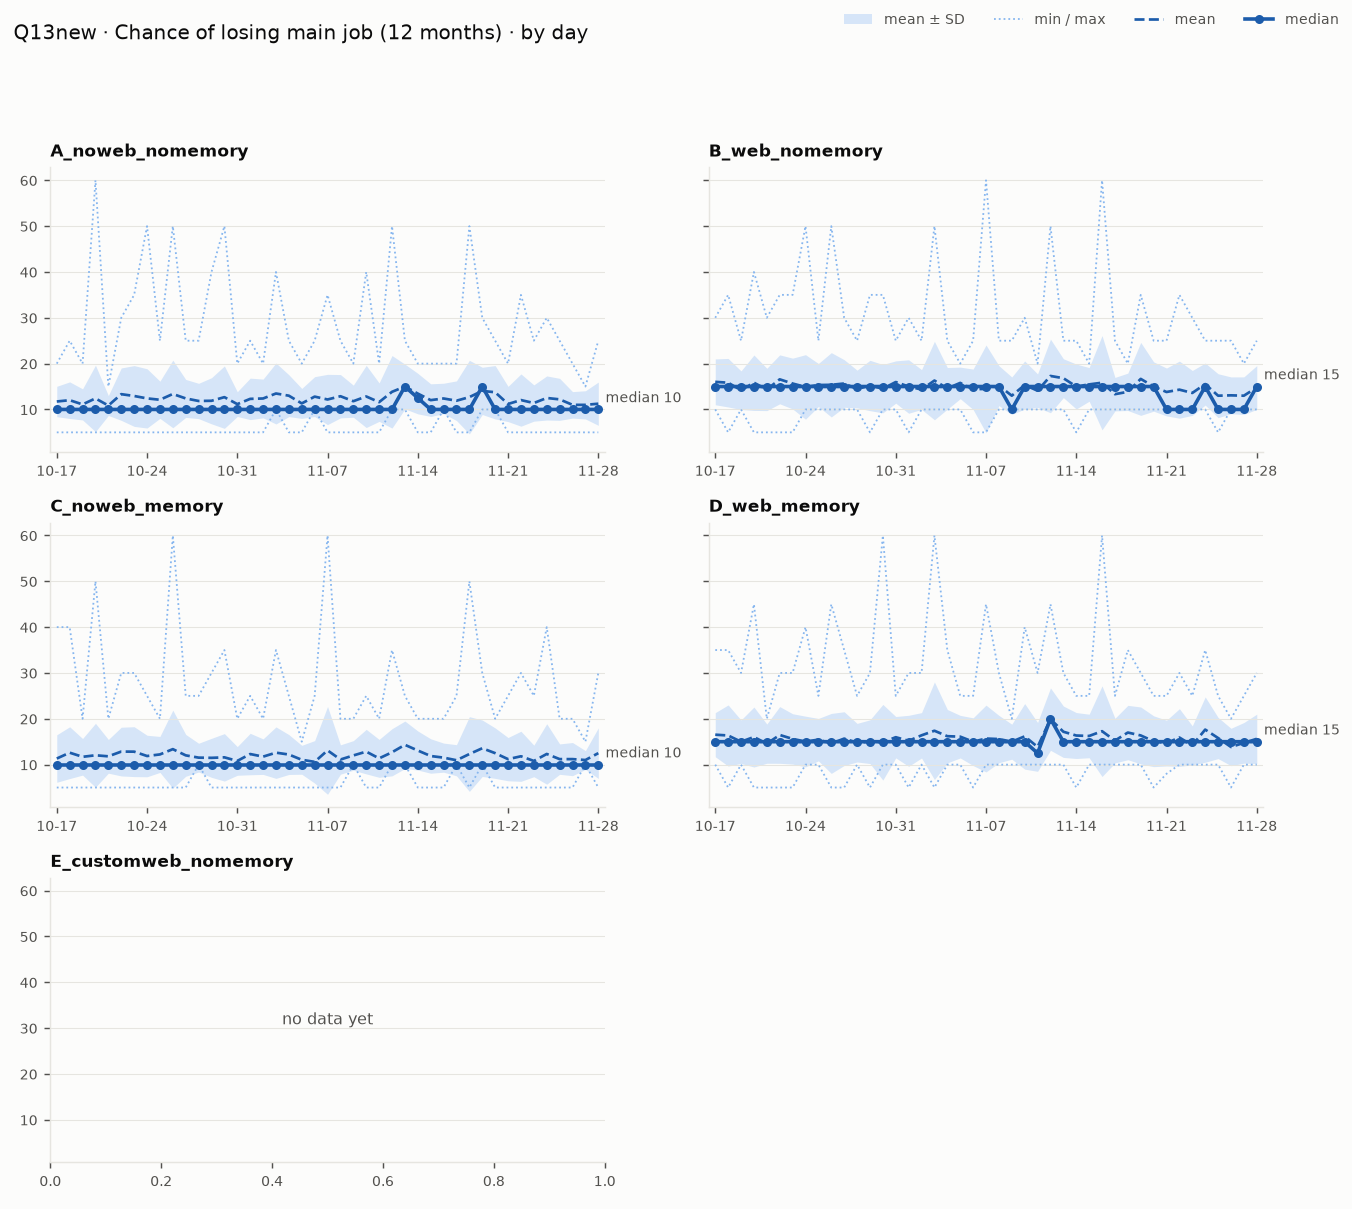 Q13new · Chance of losing main job (12 months) · by day
mean ± SD min / max mean median
A_noweb_nomemory
60
50
40
30
20
10
median 10
10-17 10-24 10-31 11-07 11-14 11-21 11-28
B_web_nomemory
median 15
10-17 10-24 10-31 11-07 11-14 11-21 11-28
C_noweb_memory
60
50
40
30
20
10
median 10
10-17 10-24 10-31 11-07 11-14 11-21 11-28
D_web_memory
median 15
10-17 10-24 10-31 11-07 11-14 11-21 11-28
E_customweb_nomemory
60
50
40
30
20
10
no data yet
0.0 0.2 0.4 0.6 0.8 1.0